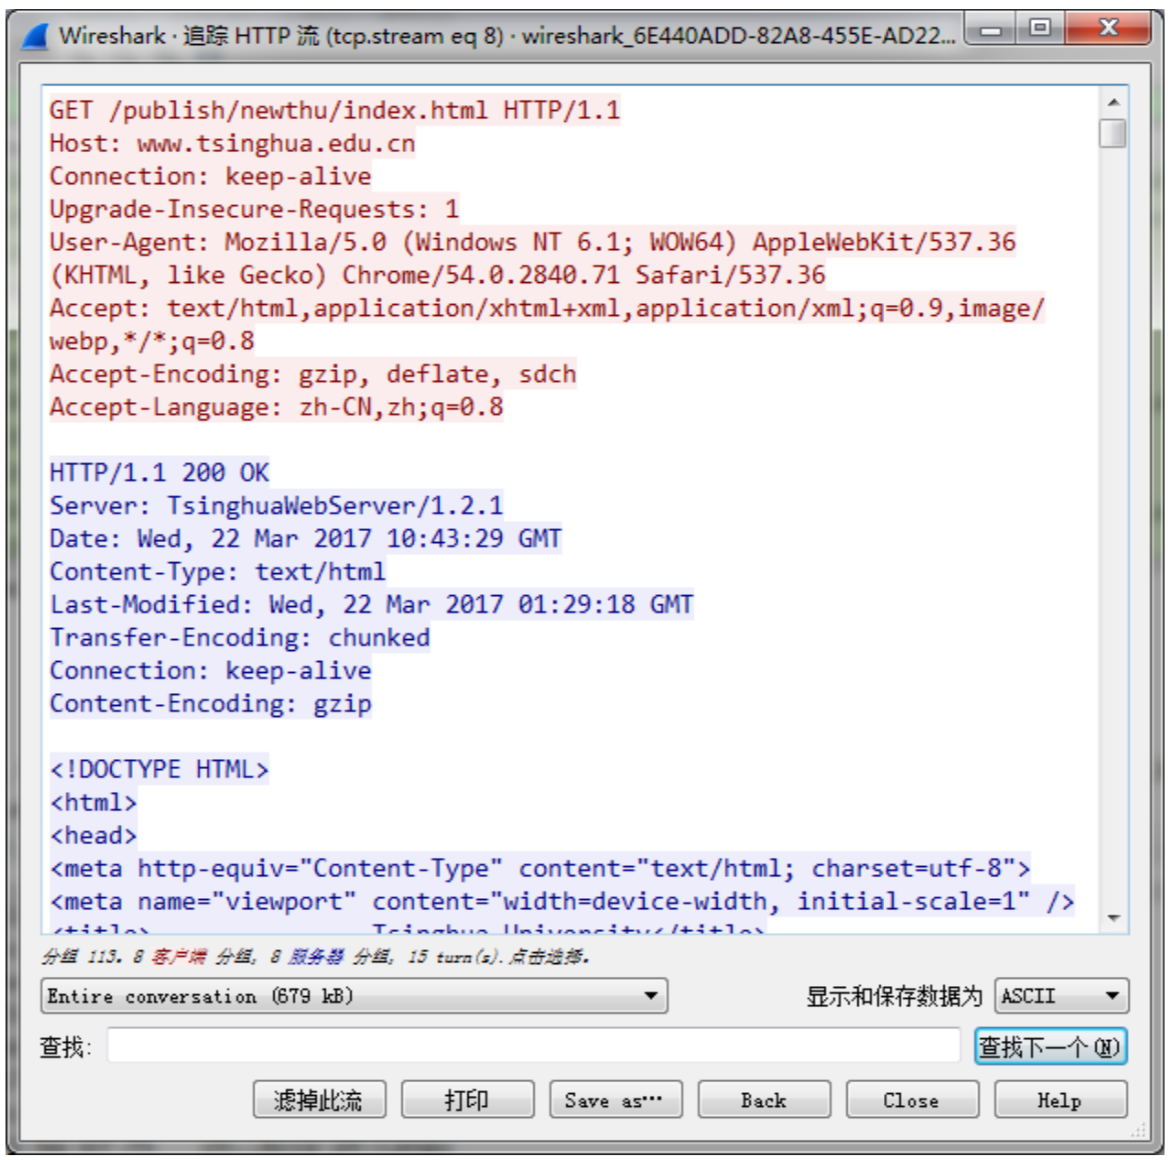 Wireshark · 追踪 HTTP 流 (tcp.stream eq 8) · wireshark_6E440ADD-82A8-455E-AD22...
GET /publish/newthu/index.html HTTP/1.1
Host: www.tsinghua.edu.cn
Connection: keep-alive
Upgrade-Insecure-Requests: 1
User-Agent: Mozilla/5.0 (Windows NT 6.1; WOW64) AppleWebKit/537.36
(KHTML, like Gecko) Chrome/54.0.2840.71 Safari/537.36
Accept: text/html,application/xhtml+xml,application/xml;q=0.9,image/
webp,*/*;q=0.8
Accept-Encoding: gzip, deflate, sdch
Accept-Language: zh-CN,zh;q=0.8
HTTP/1.1 200 OK
Server: TsinghuaWebServer/1.2.1
Date: Wed, 22 Mar 2017 10:43:29 GMT
Content-Type: text/html
Last-Modified: Wed, 22 Mar 2017 01:29:18 GMT
Transfer-Encoding: chunked
Connection: keep-alive
Content-Encoding: gzip
<!DOCTYPE HTML>
<html>
<head>
<meta http-equiv="Content-Type" content="text/html; charset=utf-8">
<meta name="viewport" content="width=device-width, initial-scale=1" />
<title> Tsinghua University</title>
分组 113. 8 客户端 分组, 8 服务器 分组, 15 turn(s).点击选择.
Entire conversation (679 kB) 显示和保存数据为 ASCII
查找: 查找下一个(N)
滤掉此流 打印 Save as… Back Close Help